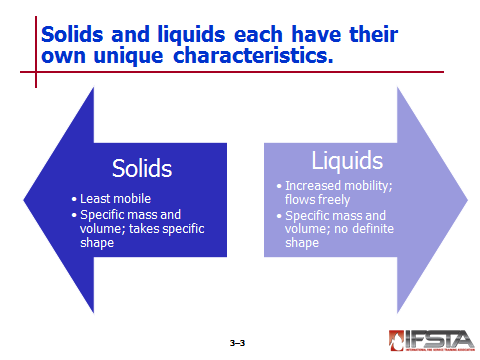 Solids and liquids each have their
own unique characteristics.
Solids
• Least mobile
• Specific mass and
volume; takes specific
shape
Liquids
• Increased mobility;
flows freely
• Specific mass and
volume; no definite
shape
3–3
IFSTA
INTERNATIONAL FIRE SERVICE TRAINING ASSOCIATION